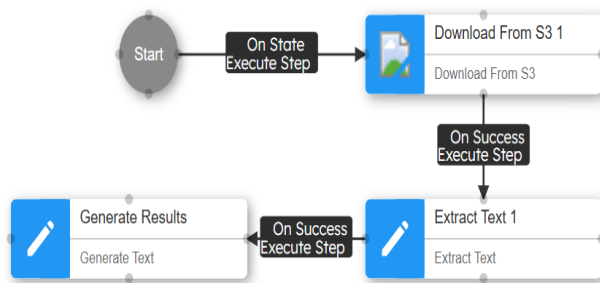 Start
On State
Execute Step
Download From S3 1
Download From S3
On Success
Execute Step
Generate Results
Generate Text
On Success
Execute Step
Extract Text 1
Extract Text